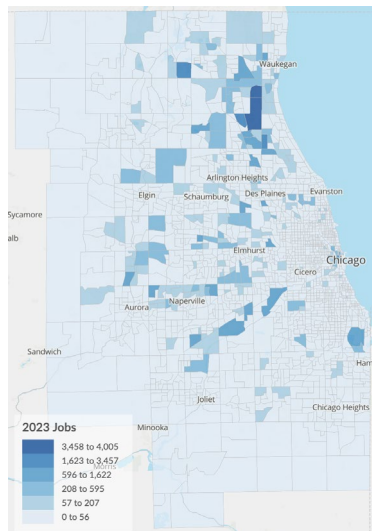 Waukegan
Arlington Heights
Elgin
Schaumburg
Des Plaines
Evanston
Sycamore
alb
Elmhurst
Chicago
Cicero
Naperville
Aurora
Sandwich
Ham
Joliet
Chicago Heights
2023 Jobs
Minooka
3,458 to 4,005
1,623 to 3,457
596 to 1,622
Morris
208 to 595
57 to 207
0 to 56